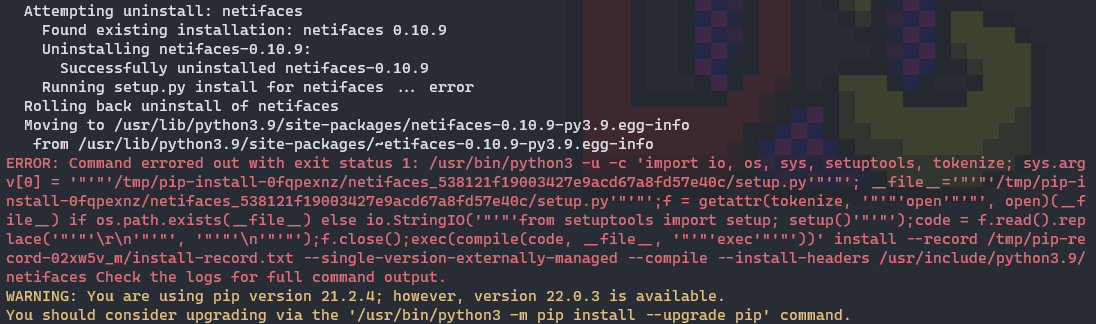 Attempting uninstall: netifaces
Found existing installation: netifaces 0.10.9
Uninstalling netifaces-0.10.9:
Successfully uninstalled netifaces-0.10.9
Running setup.py install for netifaces ... error
Rolling back uninstall of netifaces
Moving to /usr/lib/python3.9/site-packages/netifaces-0.10.9-py3.9.egg-info
from /usr/lib/python3.9/site-packages/~etifaces-0.10.9-py3.9.egg-info
ERROR: Command errored out with exit status 1: /usr/bin/python3 -u -c 'import io, os, sys, setuptools, tokenize; sys.arg
v[0] = '"'"'/tmp/pip-install-0fqpexnz/netifaces_538121f19003427e9acd67a8fd57e40c/setup.py'"'"'; __file__='"'"'/tmp/pip-i
nstall-0fqpexnz/netifaces_538121f19003427e9acd67a8fd57e40c/setup.py'"'"';f = getattr(tokenize, '"'"'open'"'"', open)(__f
ile__) if os.path.exists(__file__) else io.StringIO('"'"'from setuptools import setup; setup()'"'"');code = f.read().rep
lace('"'"'\r\n'"'"', '"'"'\n'"'"');f.close();exec(compile(code, __file__, '"'"'exec'"'"'))' install --record /tmp/pip-re
cord-02xw5v_m/install-record.txt --single-version-externally-managed --compile --install-headers /usr/include/python3.9/
netifaces Check the logs for full command output.
WARNING: You are using pip version 21.2.4; however, version 22.0.3 is available.
You should consider upgrading via the '/usr/bin/python3 -m pip install --upgrade pip' command.